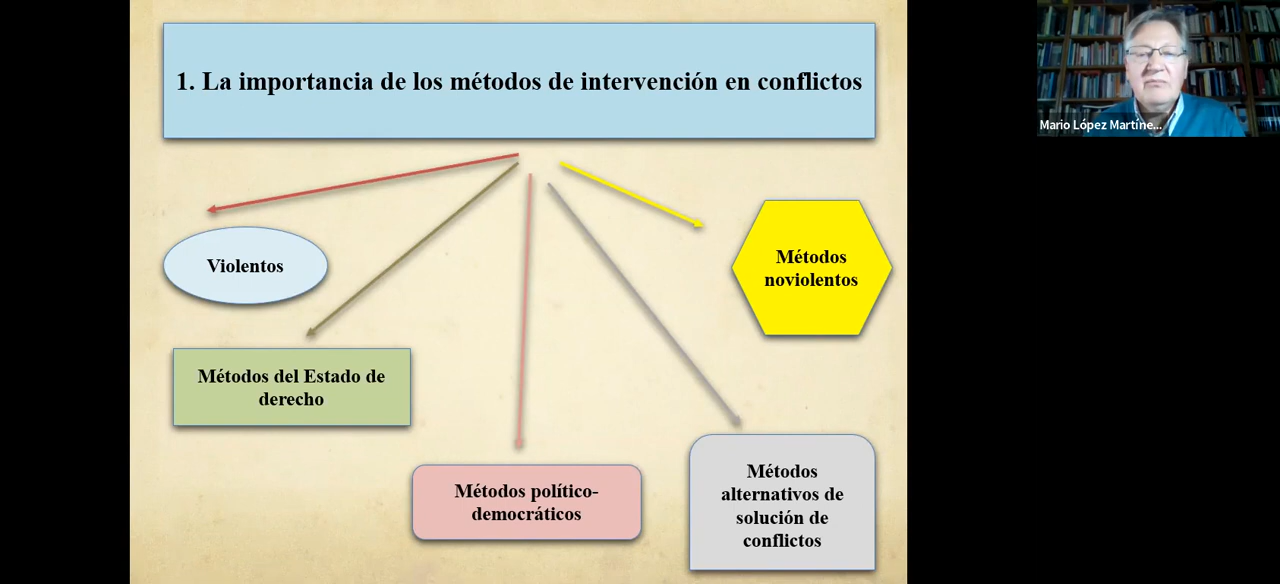 1. La importancia de los métodos de intervención en conflictos
Mario López Martíne...
Violentos
Métodos
noviolentos
Métodos del Estado de
derecho
Métodos político-
democráticos
Métodos
alternativos de
solución de
conflictos